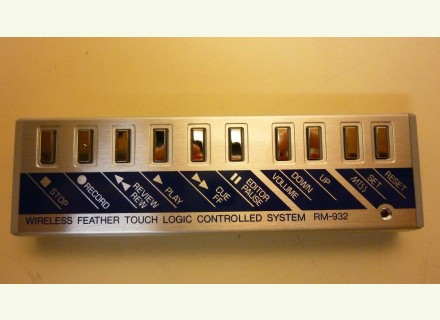 STOP
RECORD
REVIEW
REW
PLAY
CUE
FF
EDITOR
PAUSE
DOWN
VOLUME
UP
SET
MTSS
RESET
WIRELESS FEATHER TOUCH LOGIC CONTROLLED SYSTEM RM-932